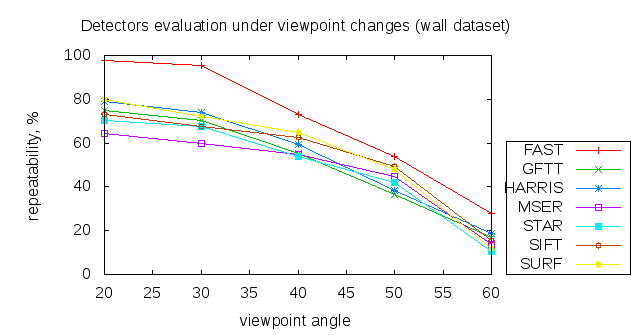 Detectors evaluation under viewpoint changes (wall dataset)
100
80
60
40
20
0
repeatability, %
20 25 30 35 40 45 50 55 60
viewpoint angle
FAST
GFTT
HARRIS
MSER
STAR
SIFT
SURF